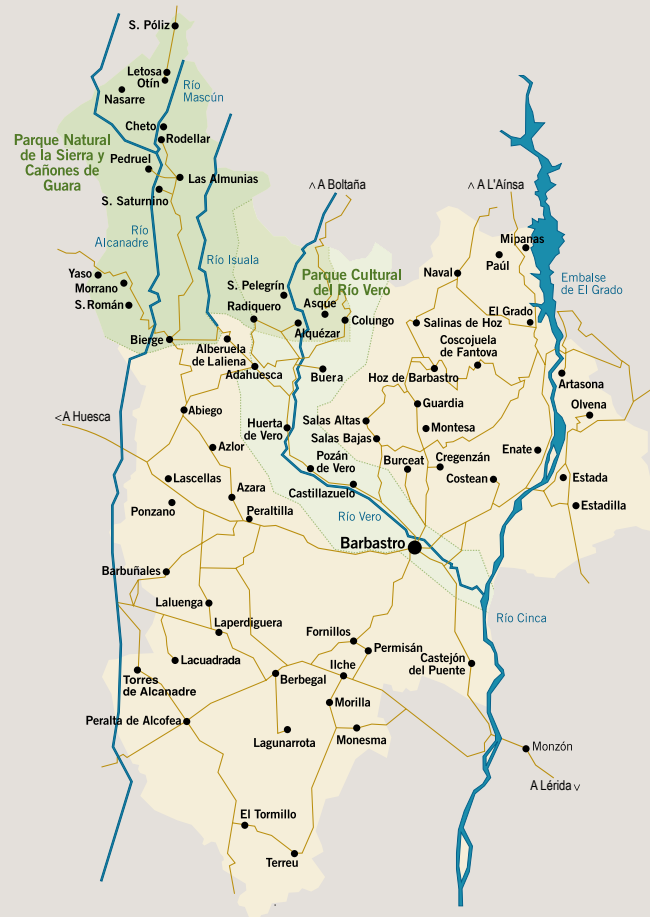 S. Póliz
Letosa
Otín
Nasarre
Río
Mascún
Cheto
Rodellar
Parque Natural
de la Sierra y
Cañones de
Guara
Pedruel
Las Almunias
S. Saturnino
^ A Boltaña
^ A L'Aínsa
Río
Alcanadre
Río Isuala
Mipanas
Paúl
Yaso
Morrano
S. Román
S. Pelegrín
Parque Cultural
del Río Vero
Naval
Embalse
de El Grado
Radiquero
Asque
Colungo
Alquézar
Salinas de Hoz
El Grado
Bierge
Alberuela
de Laliena
Adahuesca
Coscojuela
de Fantova
Buera
Hoz de Barbastro
Artasona
Abiego
<A Huesca
Guardia
Olvena
Huerta
de Vero
Salas Altas
Salas Bajas
Montesa
Azlor
Pozán
de Vero
Burceat
Cregenzán
Enate
Lascellas
Azara
Castillazuelo
Costean
Estada
Ponzano
Peraltilla
Río Vero
Estadilla
Barbastro
Barbuñales
Laluenga
Río Cinca
Laperdiguera
Fornillos
Permisán
Lacuadrada
Ilche
Castejón
del Puente
Torres
de Alcanadre
Berbegal
Morilla
Peralta de Alcofea
Lagunarrota
Monesma
Monzón
A Lérida v
El Tormillo
Terreu